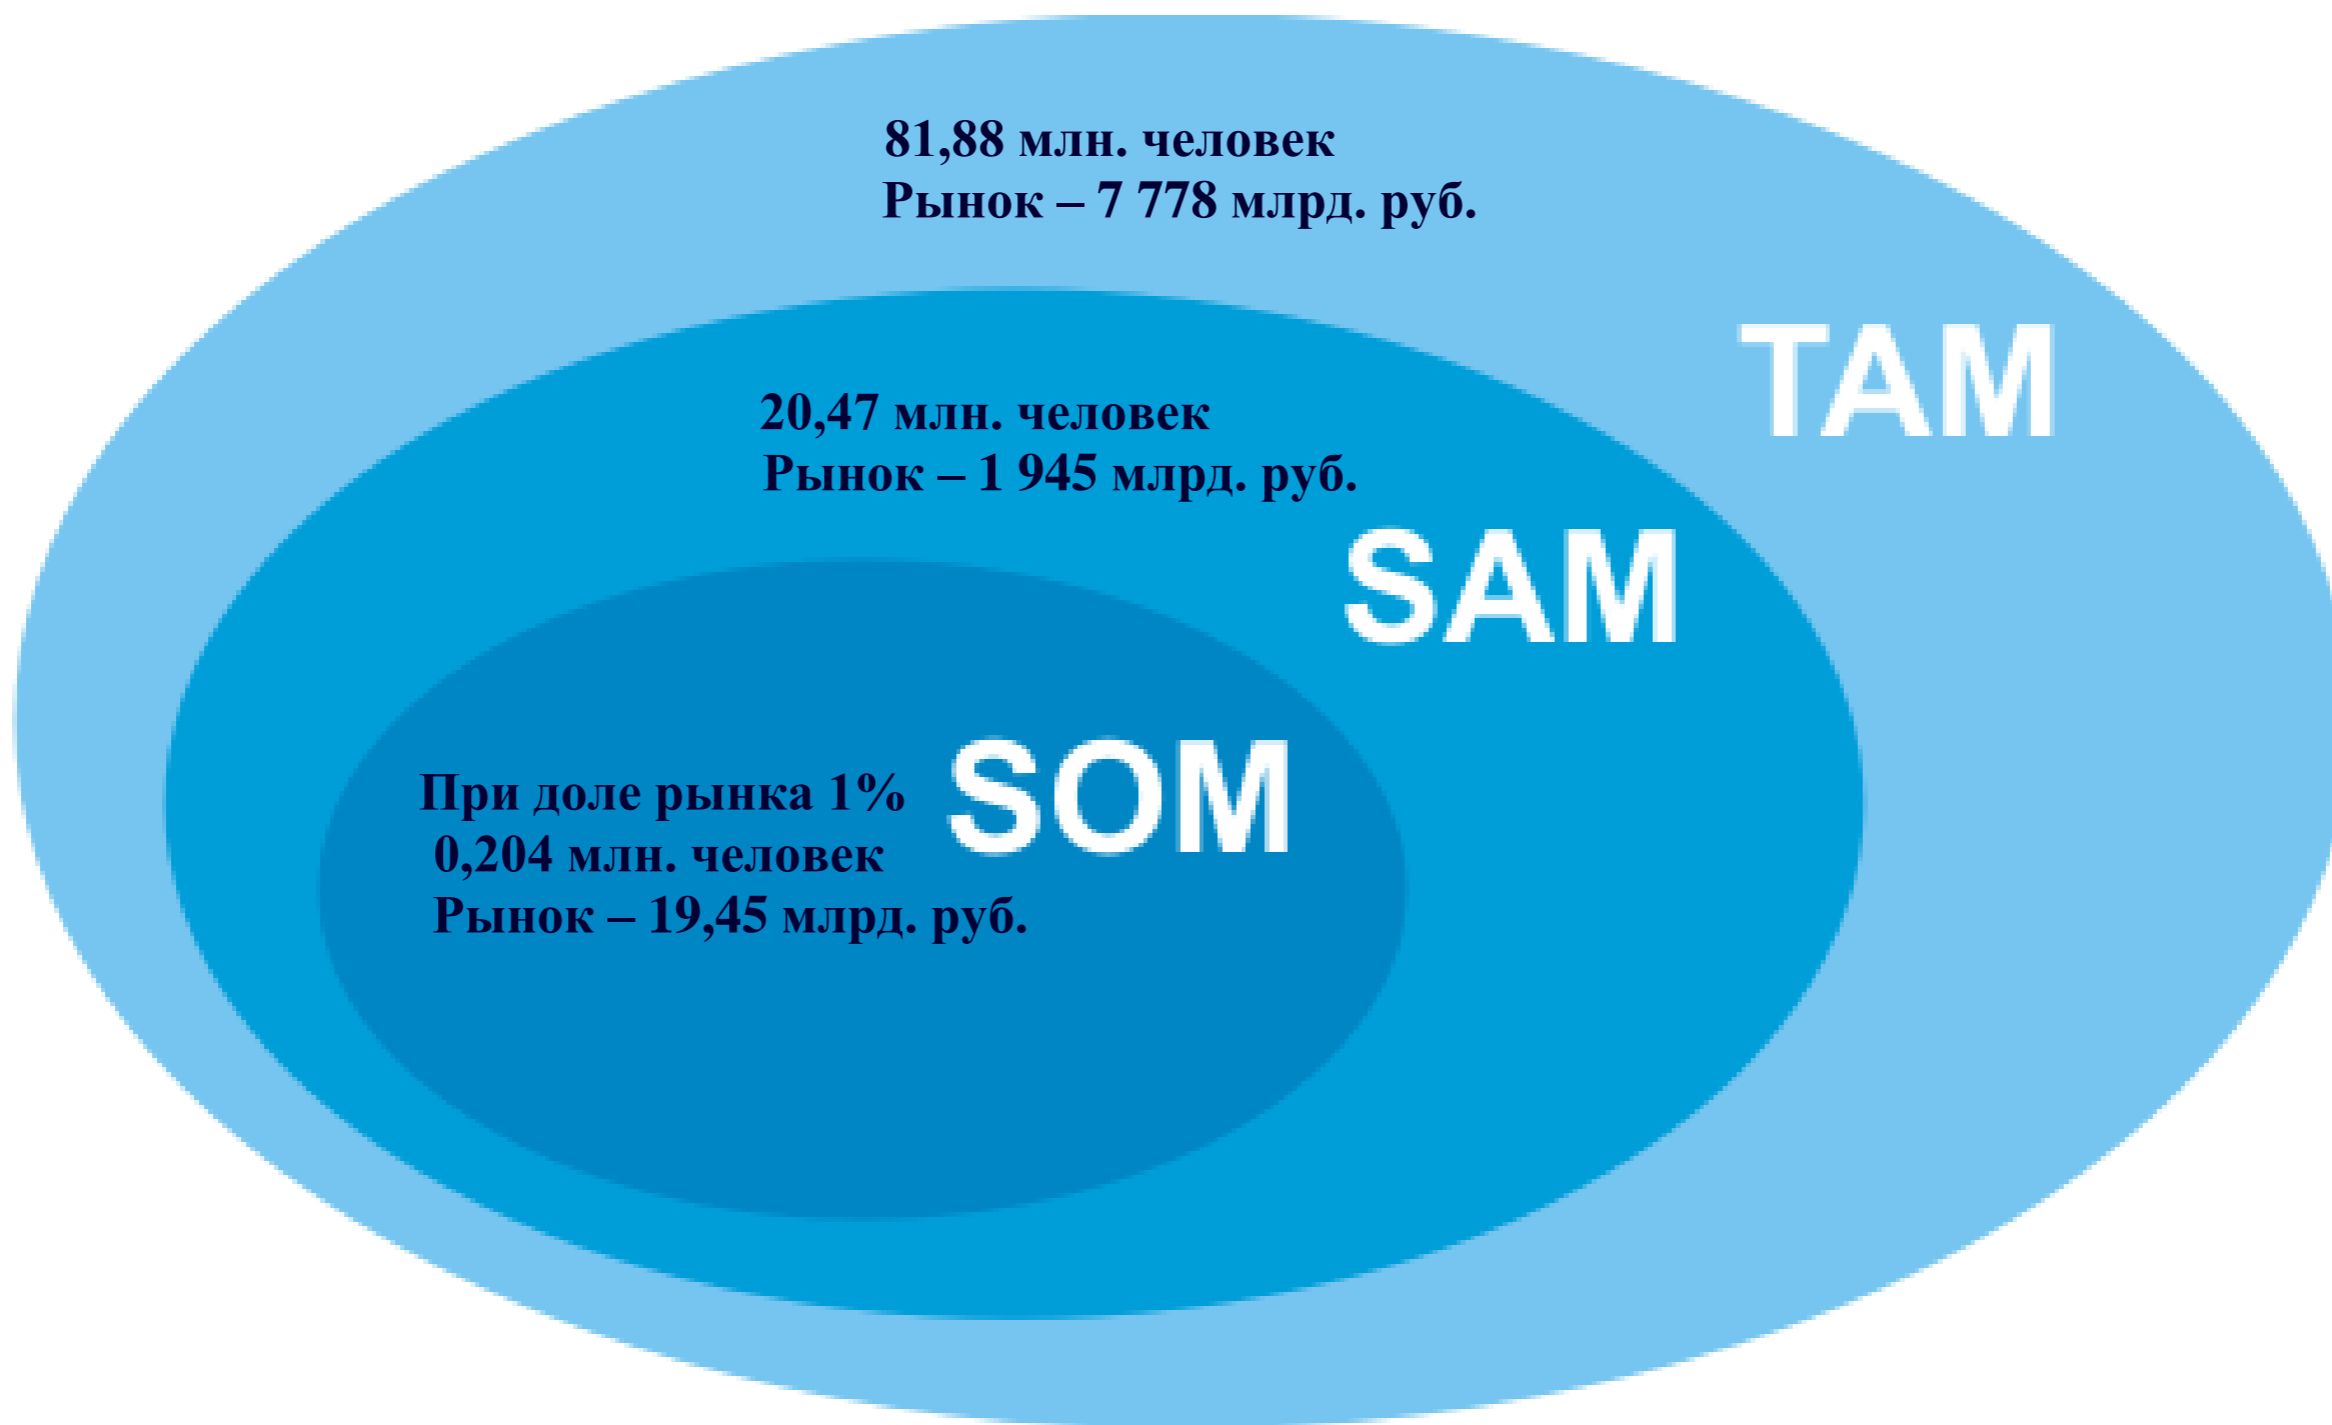 81,88 млн. человек
Рынок – 7 778 млрд. руб.
TAM
20,47 млн. человек
Рынок – 1 945 млрд. руб.
SAM
SOM
При доле рынка 1%
0,204 млн. человек
Рынок – 19,45 млрд. руб.